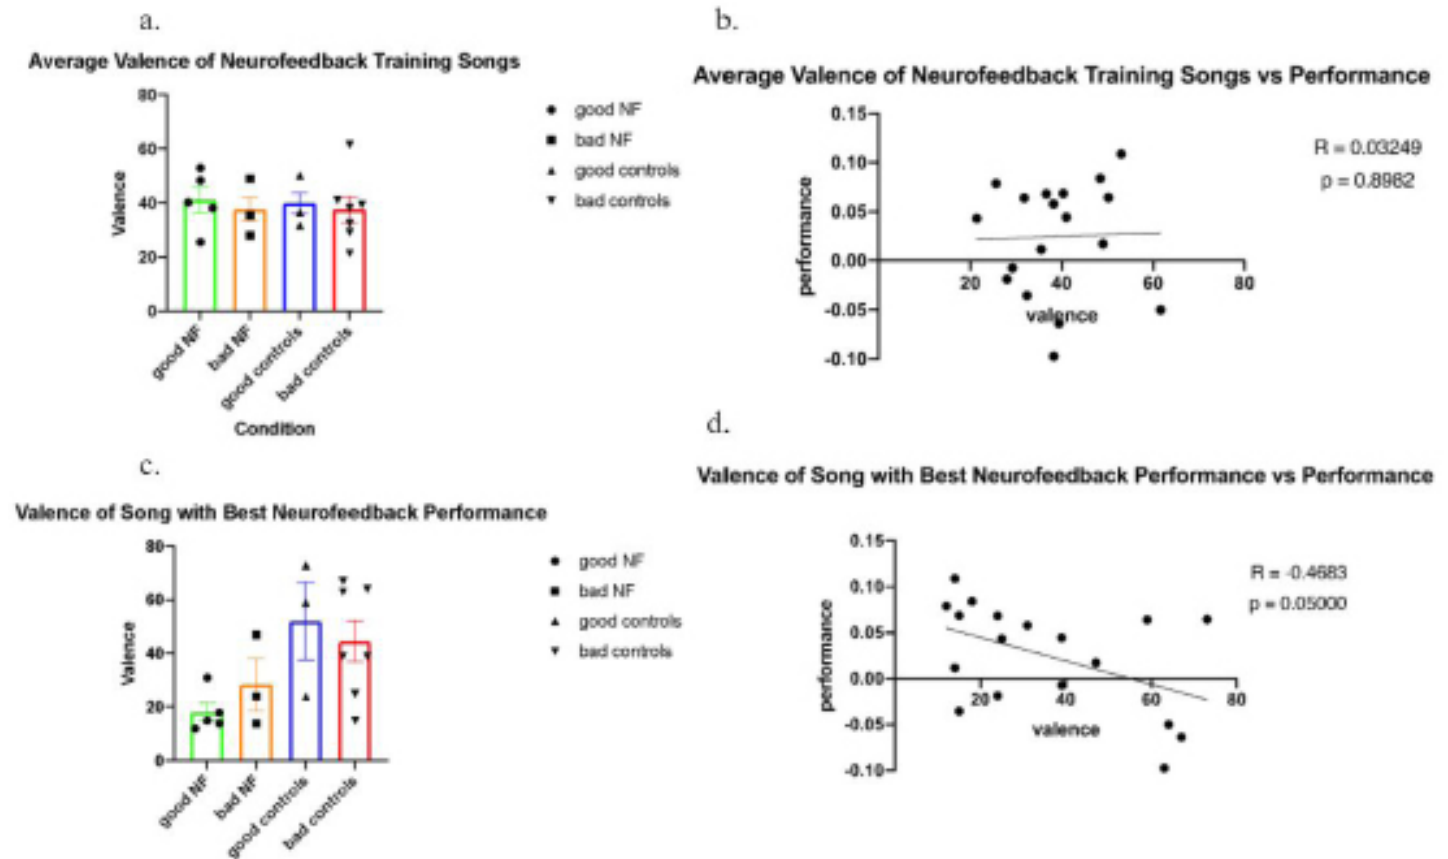 a.
Average Valence of Neurofeedback Training Songs
80
60
40
20
0
Valence
good NF
bad NF
good controls
bad controls
Condition
good NF
bad NF
good controls
bad controls
b.
Average Valence of Neurofeedback Training Songs vs Performance
0.15
0.10
0.05
0.00
-0.05
-0.10
performance
20
40
60
80
valence
R = 0.03249
p = 0.8982
c.
Valence of Song with Best Neurofeedback Performance
80
60
40
20
0
Valence
good NF
bad NF
good controls
bad controls
good NF
bad NF
good controls
bad controls
d.
Valence of Song with Best Neurofeedback Performance vs Performance
0.15
0.10
0.05
0.00
-0.05
-0.10
performance
20
40
60
80
valence
R = -0.4683
p = 0.05000